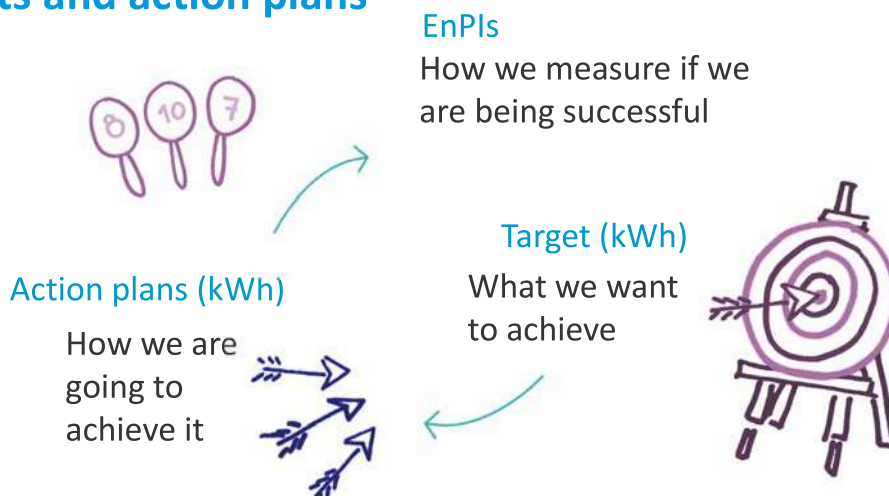 ts and action plans
EnPIs
How we measure if we
are being successful
8 10 7
Target (kWh)
What we want
to achieve
Action plans (kWh)
How we are
going to
achieve it